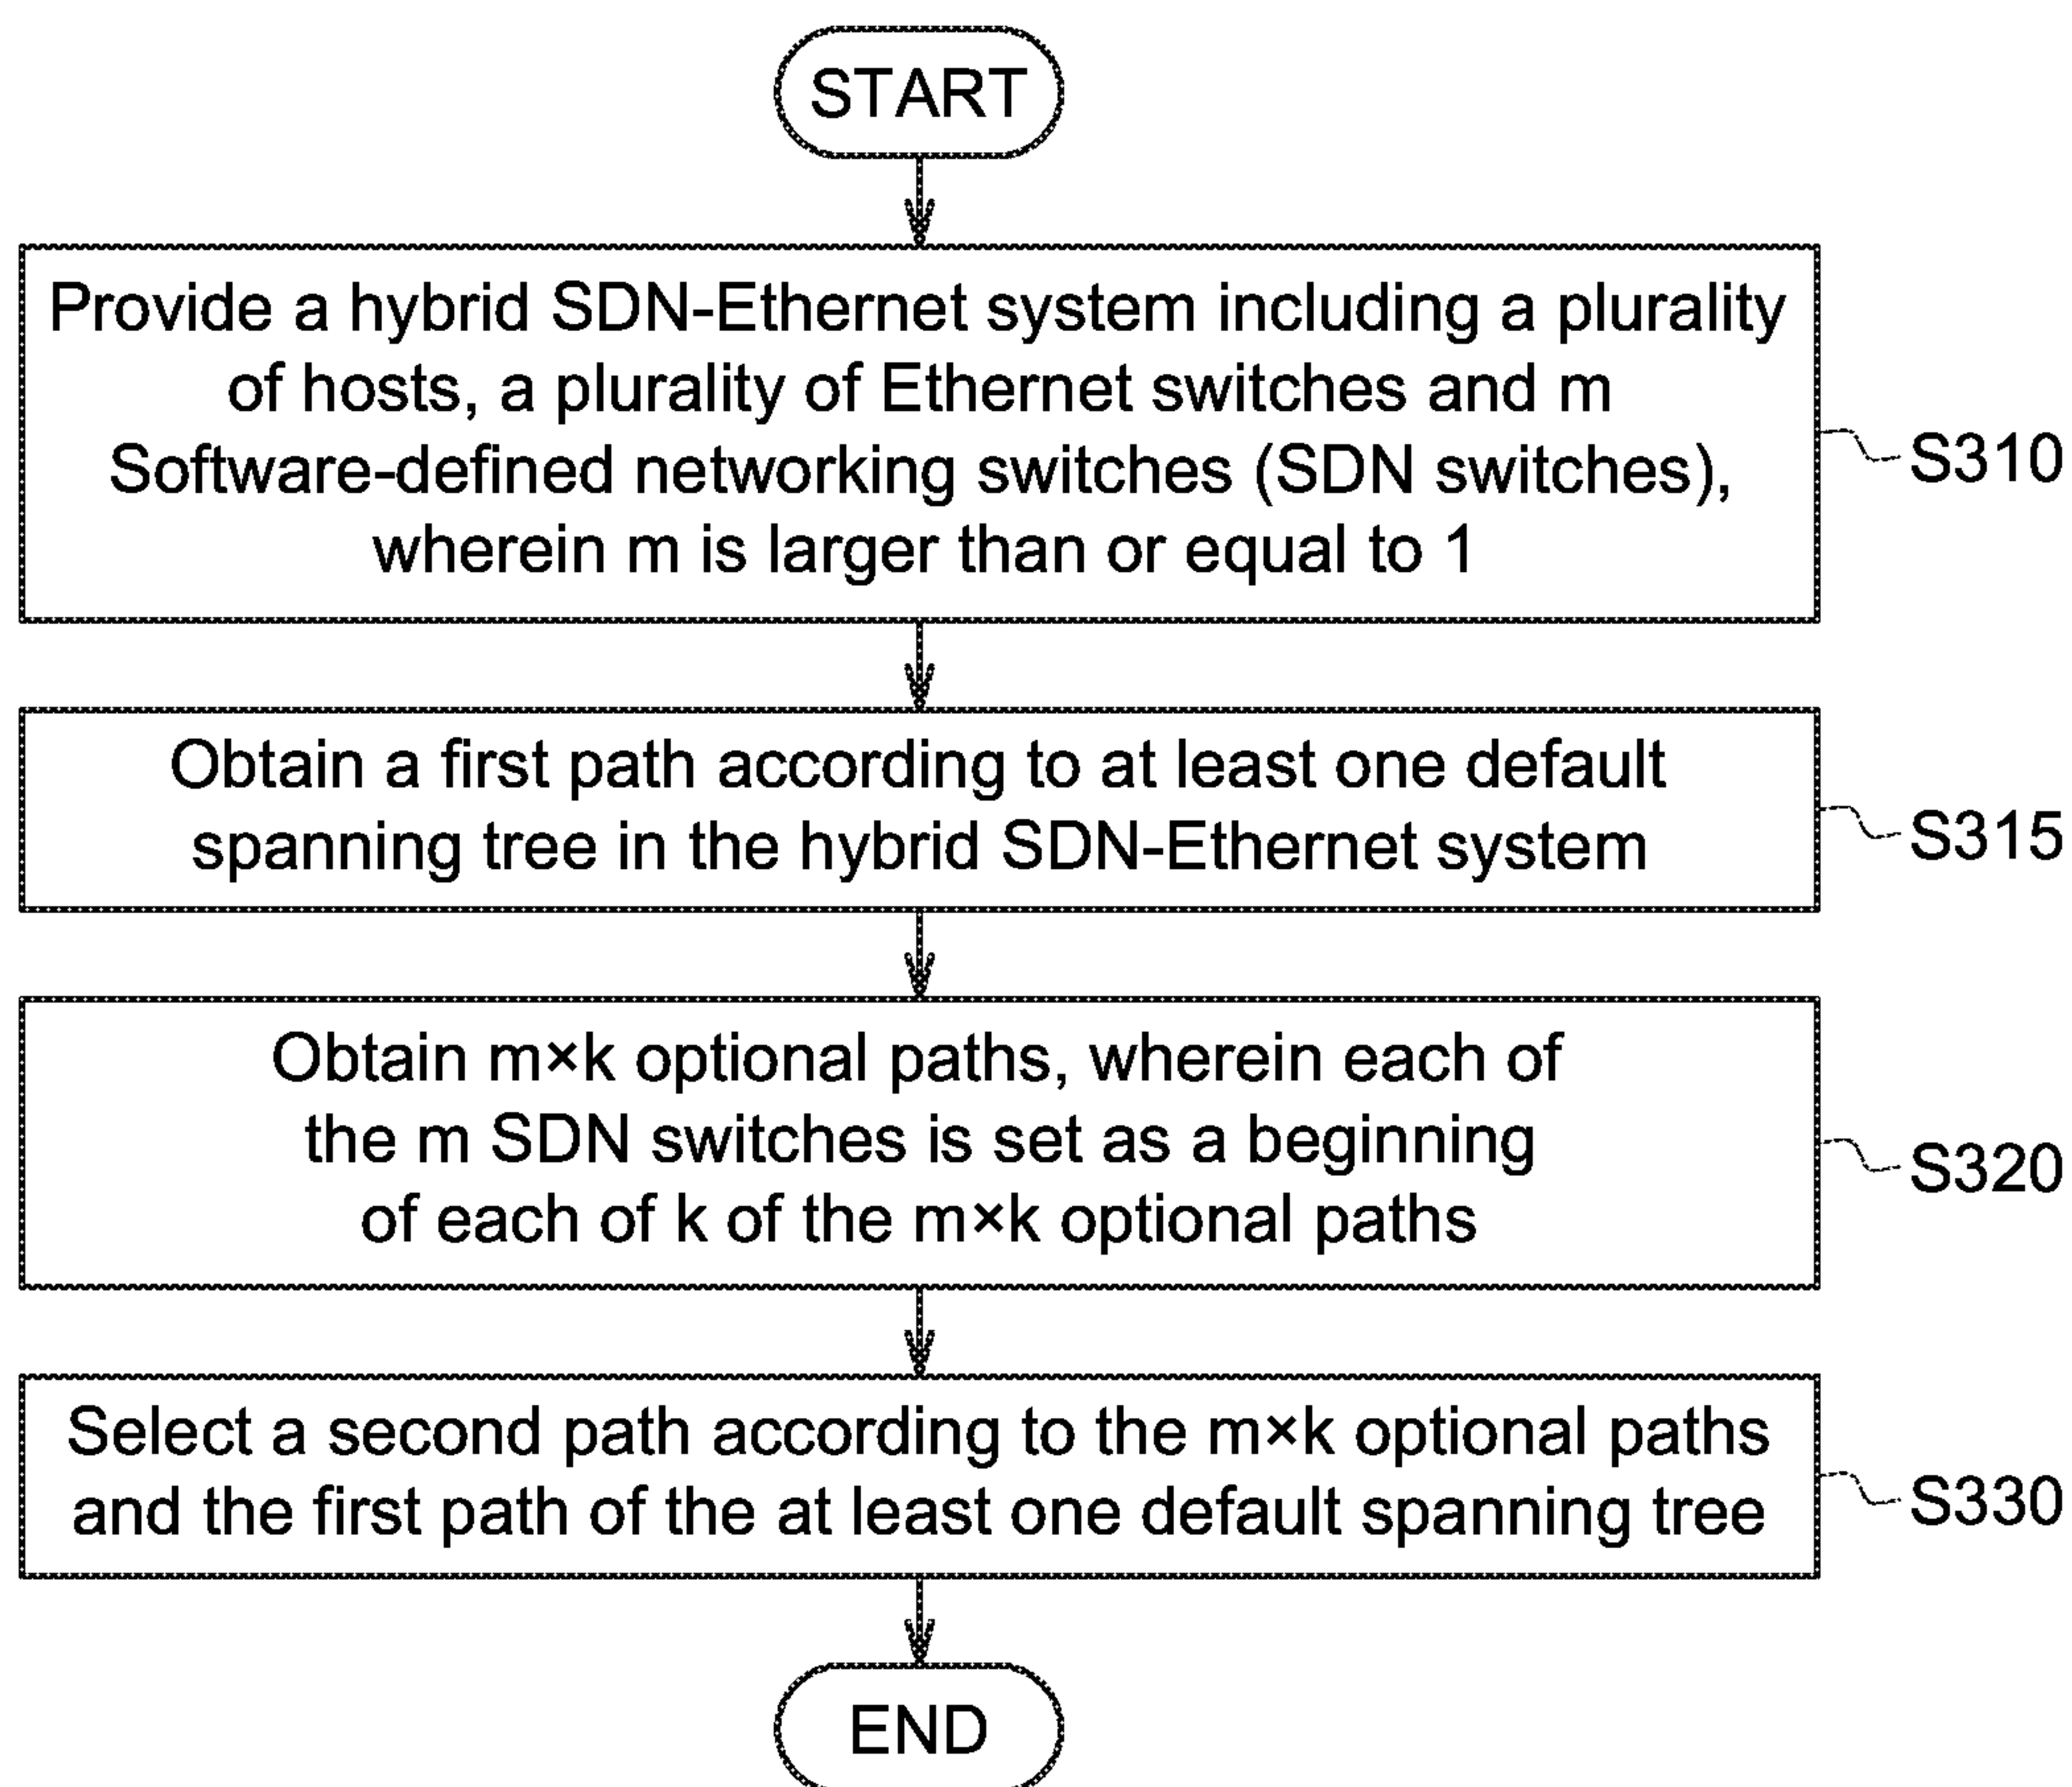 START
Provide a hybrid SDN-Ethernet system including a plurality
of hosts, a plurality of Ethernet switches and m
Software-defined networking switches (SDN switches),
wherein m is larger than or equal to 1
S310
Obtain a first path according to at least one default
spanning tree in the hybrid SDN-Ethernet system
S315
Obtain m×k optional paths, wherein each of
the m SDN switches is set as a beginning
of each of k of the m×k optional paths
S320
Select a second path according to the m×k optional paths
and the first path of the at least one default spanning tree
S330
END